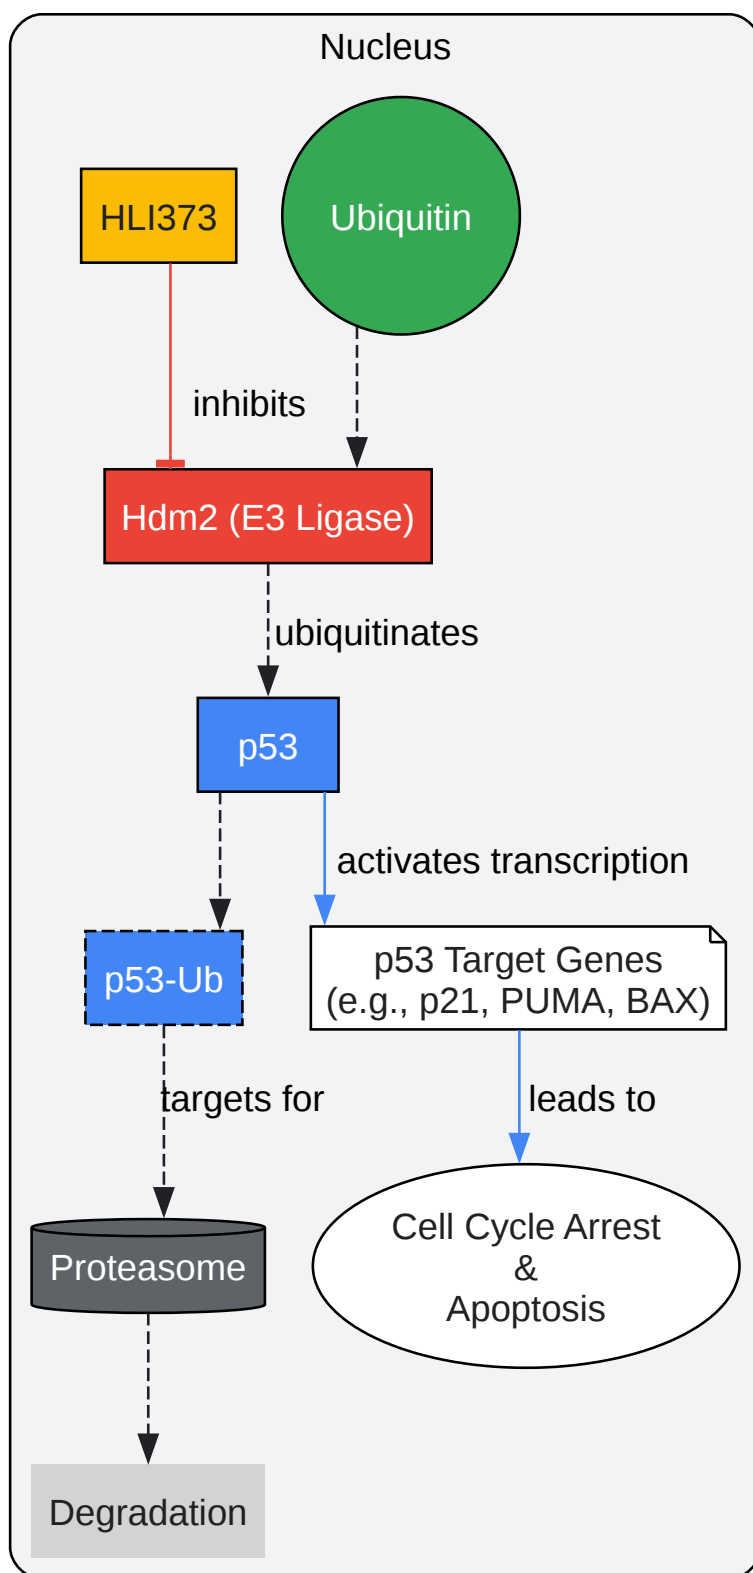 Nucleus
HLI373
Ubiquitin
inhibits
Hdm2 (E3 Ligase)
ubiquitinates
p53
activates transcription
p53-Ub
p53 Target Genes
(e.g., p21, PUMA, BAX)
targets for
leads to
Proteasome
Cell Cycle Arrest
&
Apoptosis
Degradation